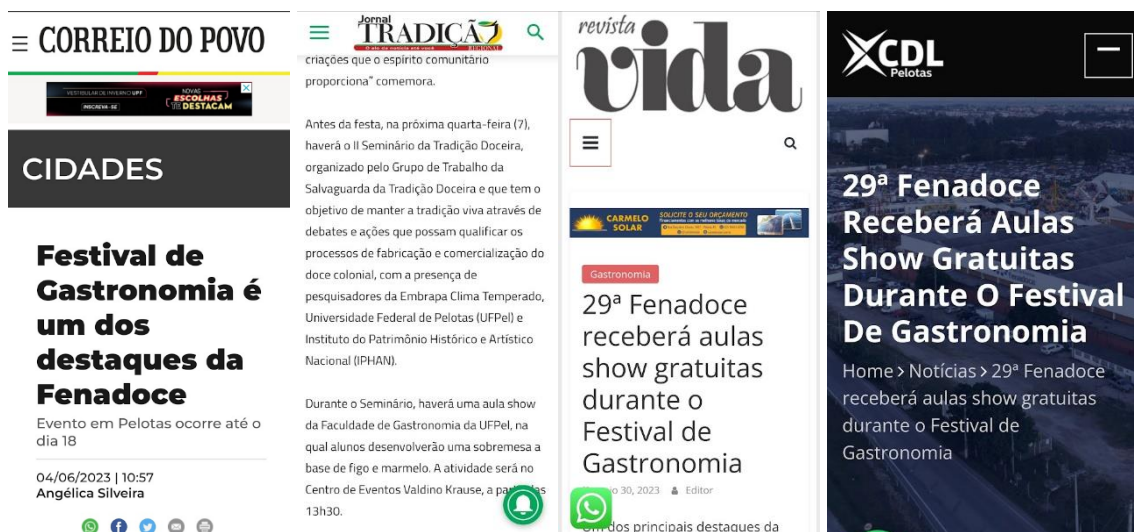 CORREIO DO POVO
VESTIBULAR DE INVERNO UPF
INSCREVA-SE
NOVAS
ESCOLHAS
TE DESTACAM
CIDADES
Festival de
Gastronomia é
um dos
destaques da
Fenadoce
Evento em Pelotas ocorre até o
dia 18
04/06/2023 | 10:57
Angélica Silveira
Jornal
TRADIÇÃO
REGIONAL
criações que o espírito comunitário
proporciona" comemora.
Antes da festa, na próxima quarta-feira (7),
haverá o II Seminário da Tradição Doceira,
organizado pelo Grupo de Trabalho da
Salvaguarda da Tradição Doceira e que tem o
objetivo de manter a tradição viva através de
debates e ações que possam qualificar os
processos de fabricação e comercialização do
doce colonial, com a presença de
pesquisadores da Embrapa Clima Temperado,
Universidade Federal de Pelotas (UFPel) e
Instituto do Patrimônio Histórico e Artístico
Nacional (IPHAN).
Durante o Seminário, haverá uma aula show
da Faculdade de Gastronomia da UFPel, na
qual alunos desenvolverão uma sobremesa a
base de figo e marmelo. A atividade será no
Centro de Eventos Valdino Krause, a
13h30.
revista
vida
CARMELO
SOLAR
SOLICITE O SEU ORÇAMENTO
Gastronomia
29ª Fenadoce
receberá aulas
show gratuitas
durante o
Festival de
Gastronomia
30, 2023 Editor
dos principais destaques da
CDL
Pelotas
29ª Fenadoce
Receberá Aulas
Show Gratuitas
Durante O Festival
De Gastronomia
Home > Notícias > 29ª Fenadoce
receberá aulas show gratuitas
durante o Festival de
Gastronomia